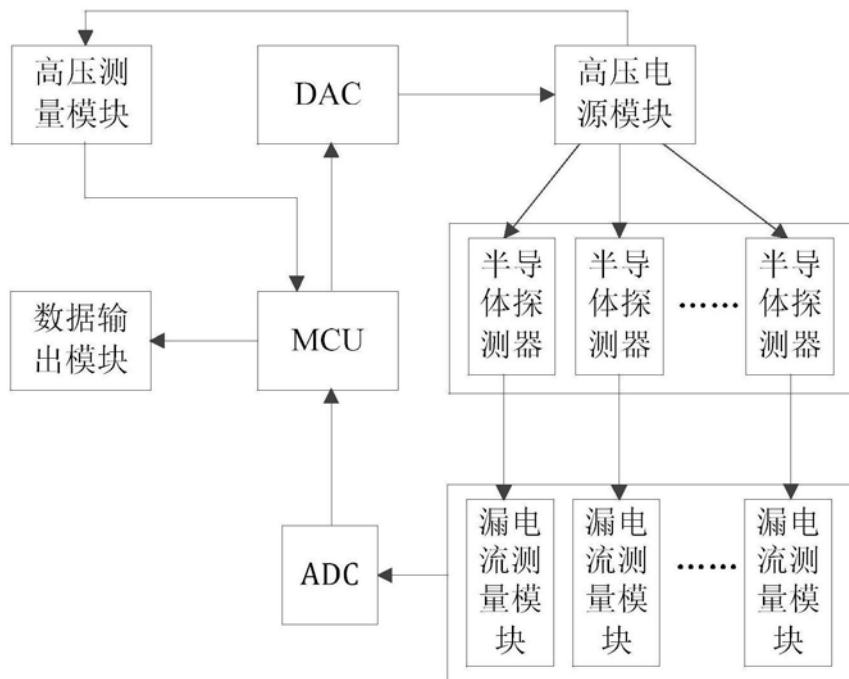 高压测
量模块
DAC
高压电
源模块
半导
体探
测器
半导
体探
测器
……
半导
体探
测器
数据输
出模块
MCU
ADC
漏电
流测
量模
块
漏电
流测
量模
块
……
漏电
流测
量模
块